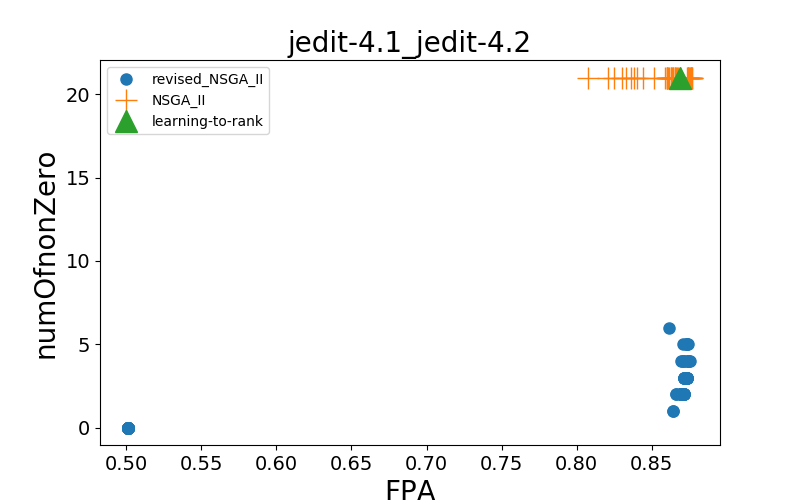 jedit-4.1_jedit-4.2
revised_NSGA_II
NSGA_II
learning-to-rank
numOfnonZero
20
15
10
5
0
0.50 0.55 0.60 0.65 0.70 0.75 0.80 0.85
FPA